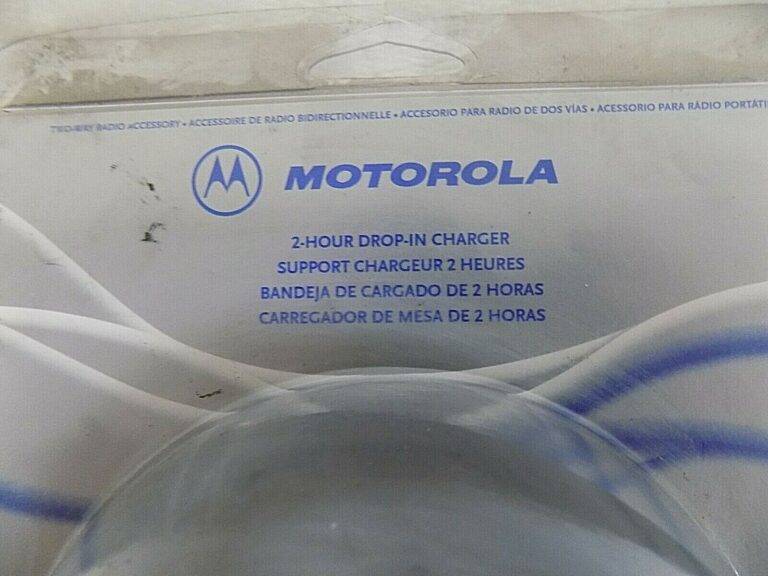 TWO-WAY RADIO ACCESSORY • ACCESSOIRE DE RADIO BIDIRECTIONNELLE • ACCESORIO PARA RADIO DE DOS VÍAS • ACESSORIO PARA RÁDIO PORTÁTI
MOTOROLA
2-HOUR DROP-IN CHARGER
SUPPORT CHARGEUR 2 HEURES
BANDEJA DE CARGADO DE 2 HORAS
CARREGADOR DE MESA DE 2 HORAS